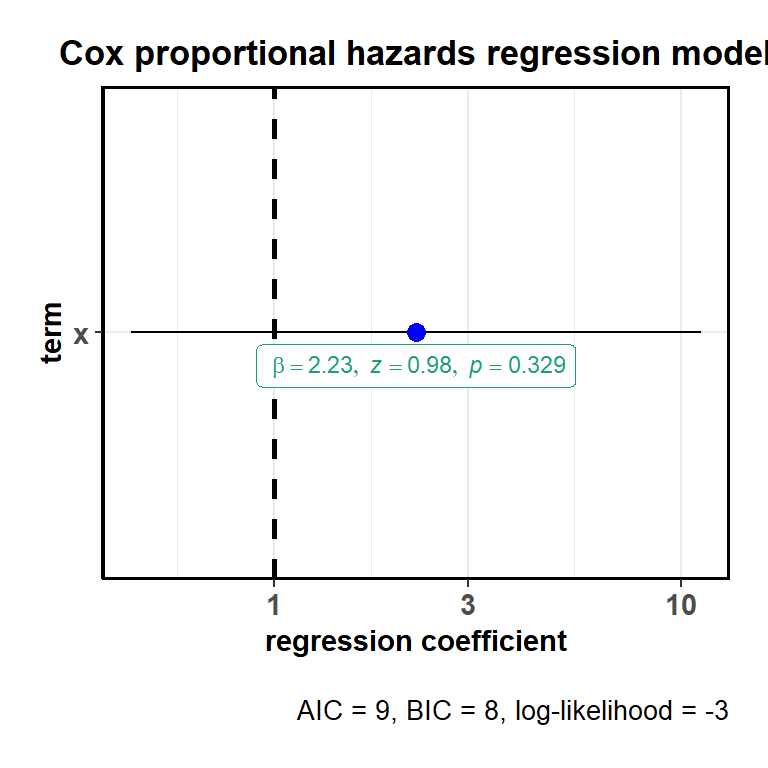 Cox proportional hazards regression model
term
x
β = 2.23, z = 0.98, p = 0.329
1 3 10
regression coefficient
AIC = 9, BIC = 8, log-likelihood = -3